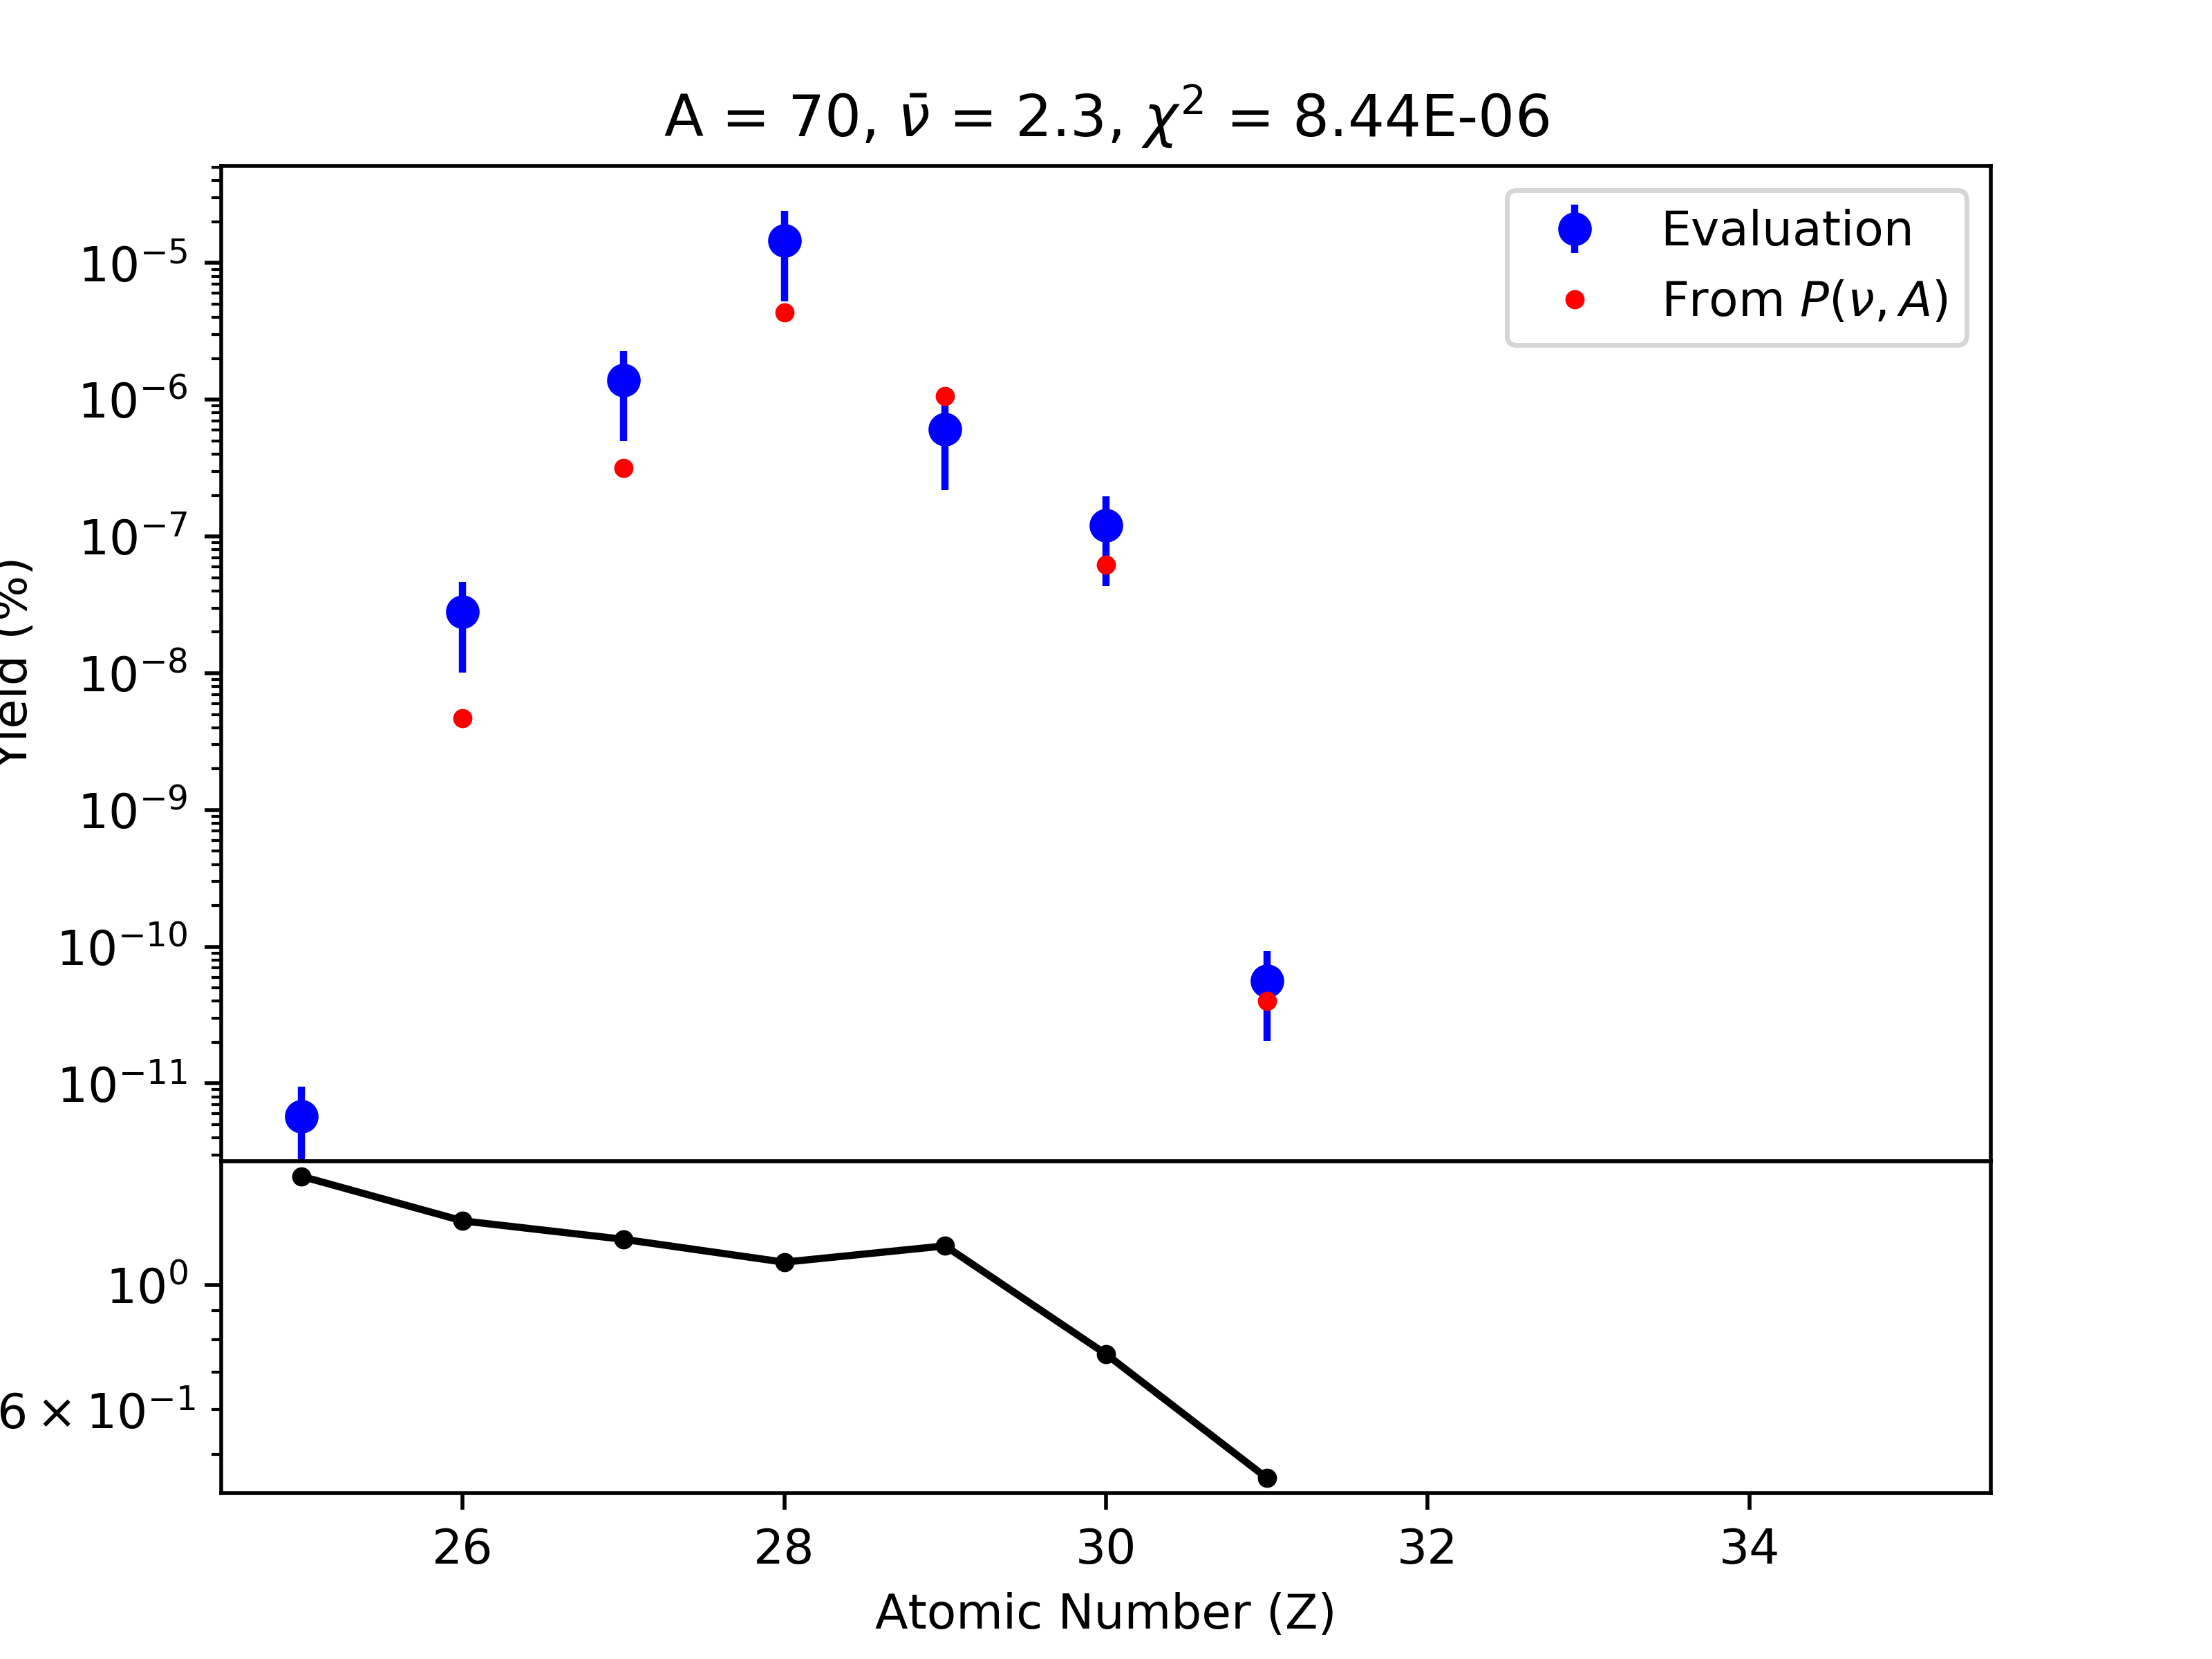 A = 70, ν̄ = 2.3, χ² = 8.44E-06
Evaluation
From P(ν, A)
10⁻⁵
10⁻⁶
10⁻⁷
10⁻⁸
10⁻⁹
10⁻¹⁰
10⁻¹¹
Yield (%)
10⁰
6 × 10⁻¹
26 28 30 32 34
Atomic Number (Z)